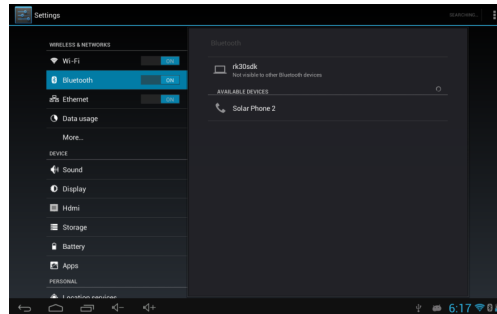 Settings
SEARCHING...
WIRELESS & NETWORKS
Wi-Fi ON
Bluetooth ON
Ethernet ON
Data usage
More...
DEVICE
Sound
Display
Hdmi
Storage
Battery
Apps
PERSONAL
Location services
Bluetooth
rk30sdk
Not visible to other Bluetooth devices
AVAILABLE DEVICES
Solar Phone 2
6:17